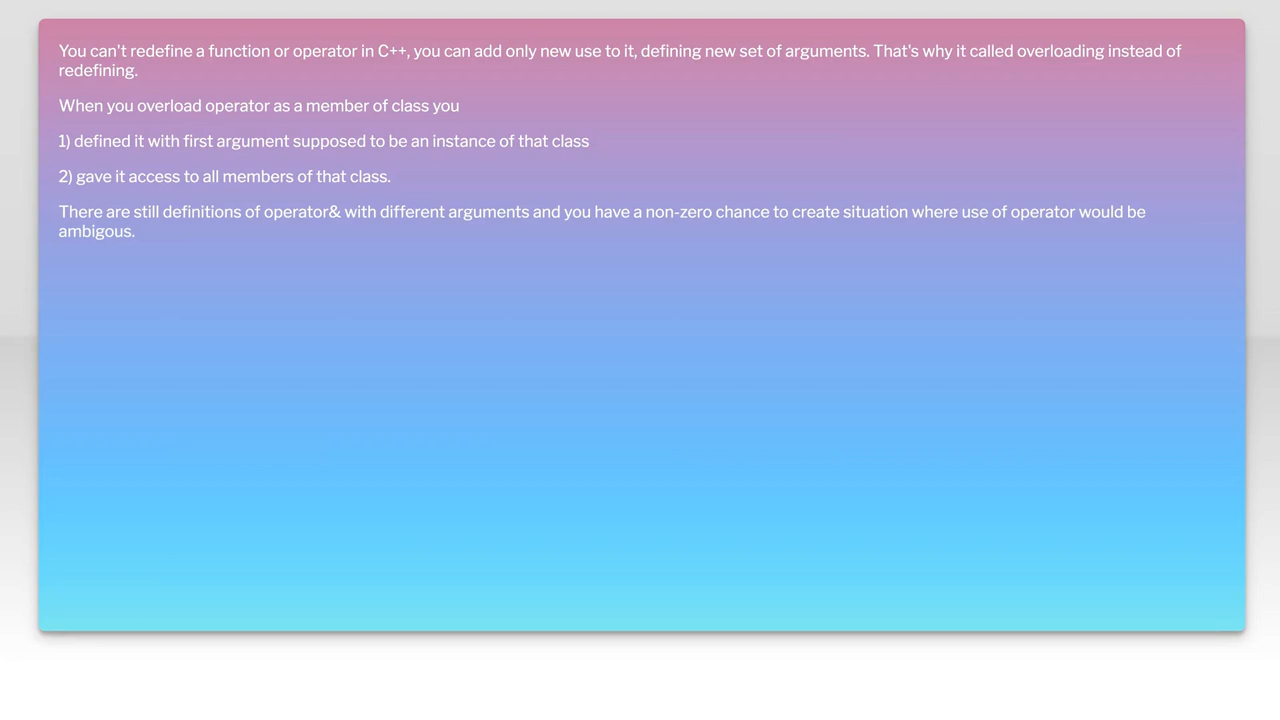 You can't redefine a function or operator in C++, you can add only new use to it, defining new set of arguments. That's why it called overloading instead of
redefining.
When you overload operator as a member of class you
1) defined it with first argument supposed to be an instance of that class
2) gave it access to all members of that class.
There are still definitions of operator& with different arguments and you have a non-zero chance to create situation where use of operator would be
ambigous.